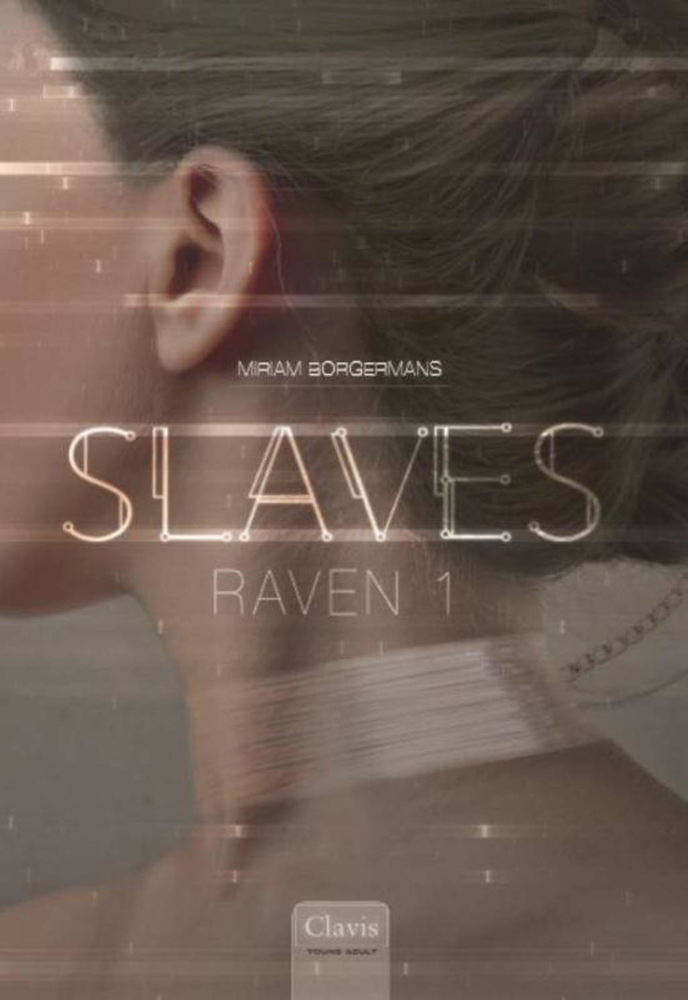 MIRIAM BORGERMANS
SLAVES
RAVEN 1
Clavis
YOUNG ADULT